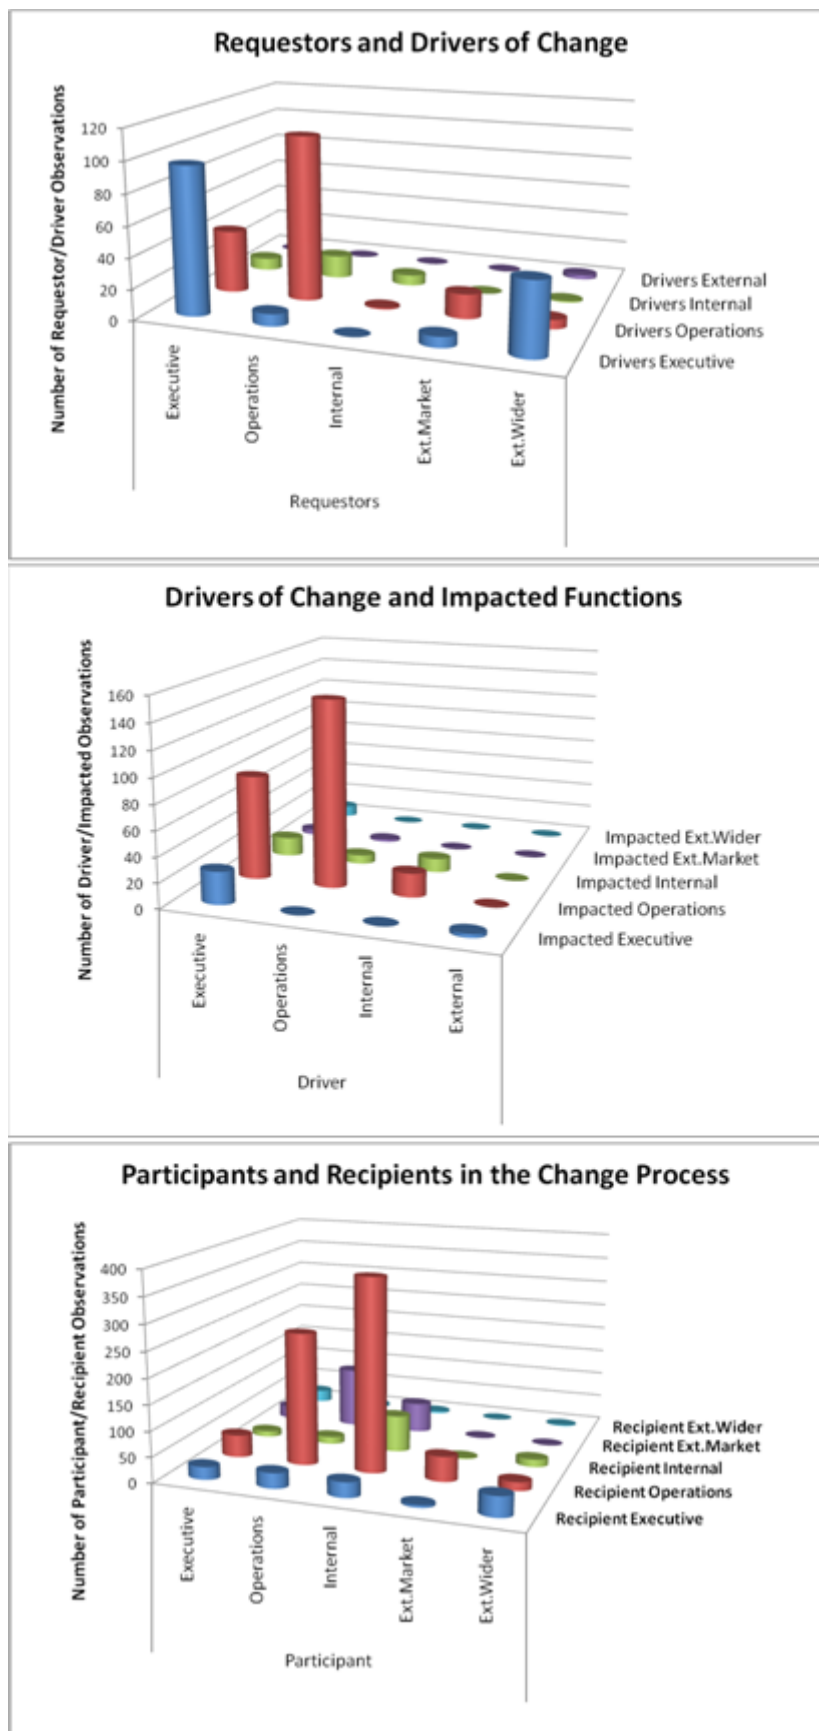 Requestors and Drivers of Change
Number of Requestor/Driver Observations
120
100
80
60
40
20
0
Executive
Operations
Internal
Ext.Market
Ext.Wider
Requestors
Drivers External
Drivers Internal
Drivers Operations
Drivers Executive
Drivers of Change and Impacted Functions
Number of Driver/Impacted Observations
160
140
120
100
80
60
40
20
0
Executive
Operations
Internal
External
Driver
Impacted Ext.Wider
Impacted Ext.Market
Impacted Internal
Impacted Operations
Impacted Executive
Participants and Recipients in the Change Process
Number of Participant/Recipient Observations
400
350
300
250
200
150
100
50
0
Executive
Operations
Internal
Ext.Market
Ext.Wider
Participant
Recipient Ext.Wider
Recipient Ext.Market
Recipient Internal
Recipient Operations
Recipient Executive